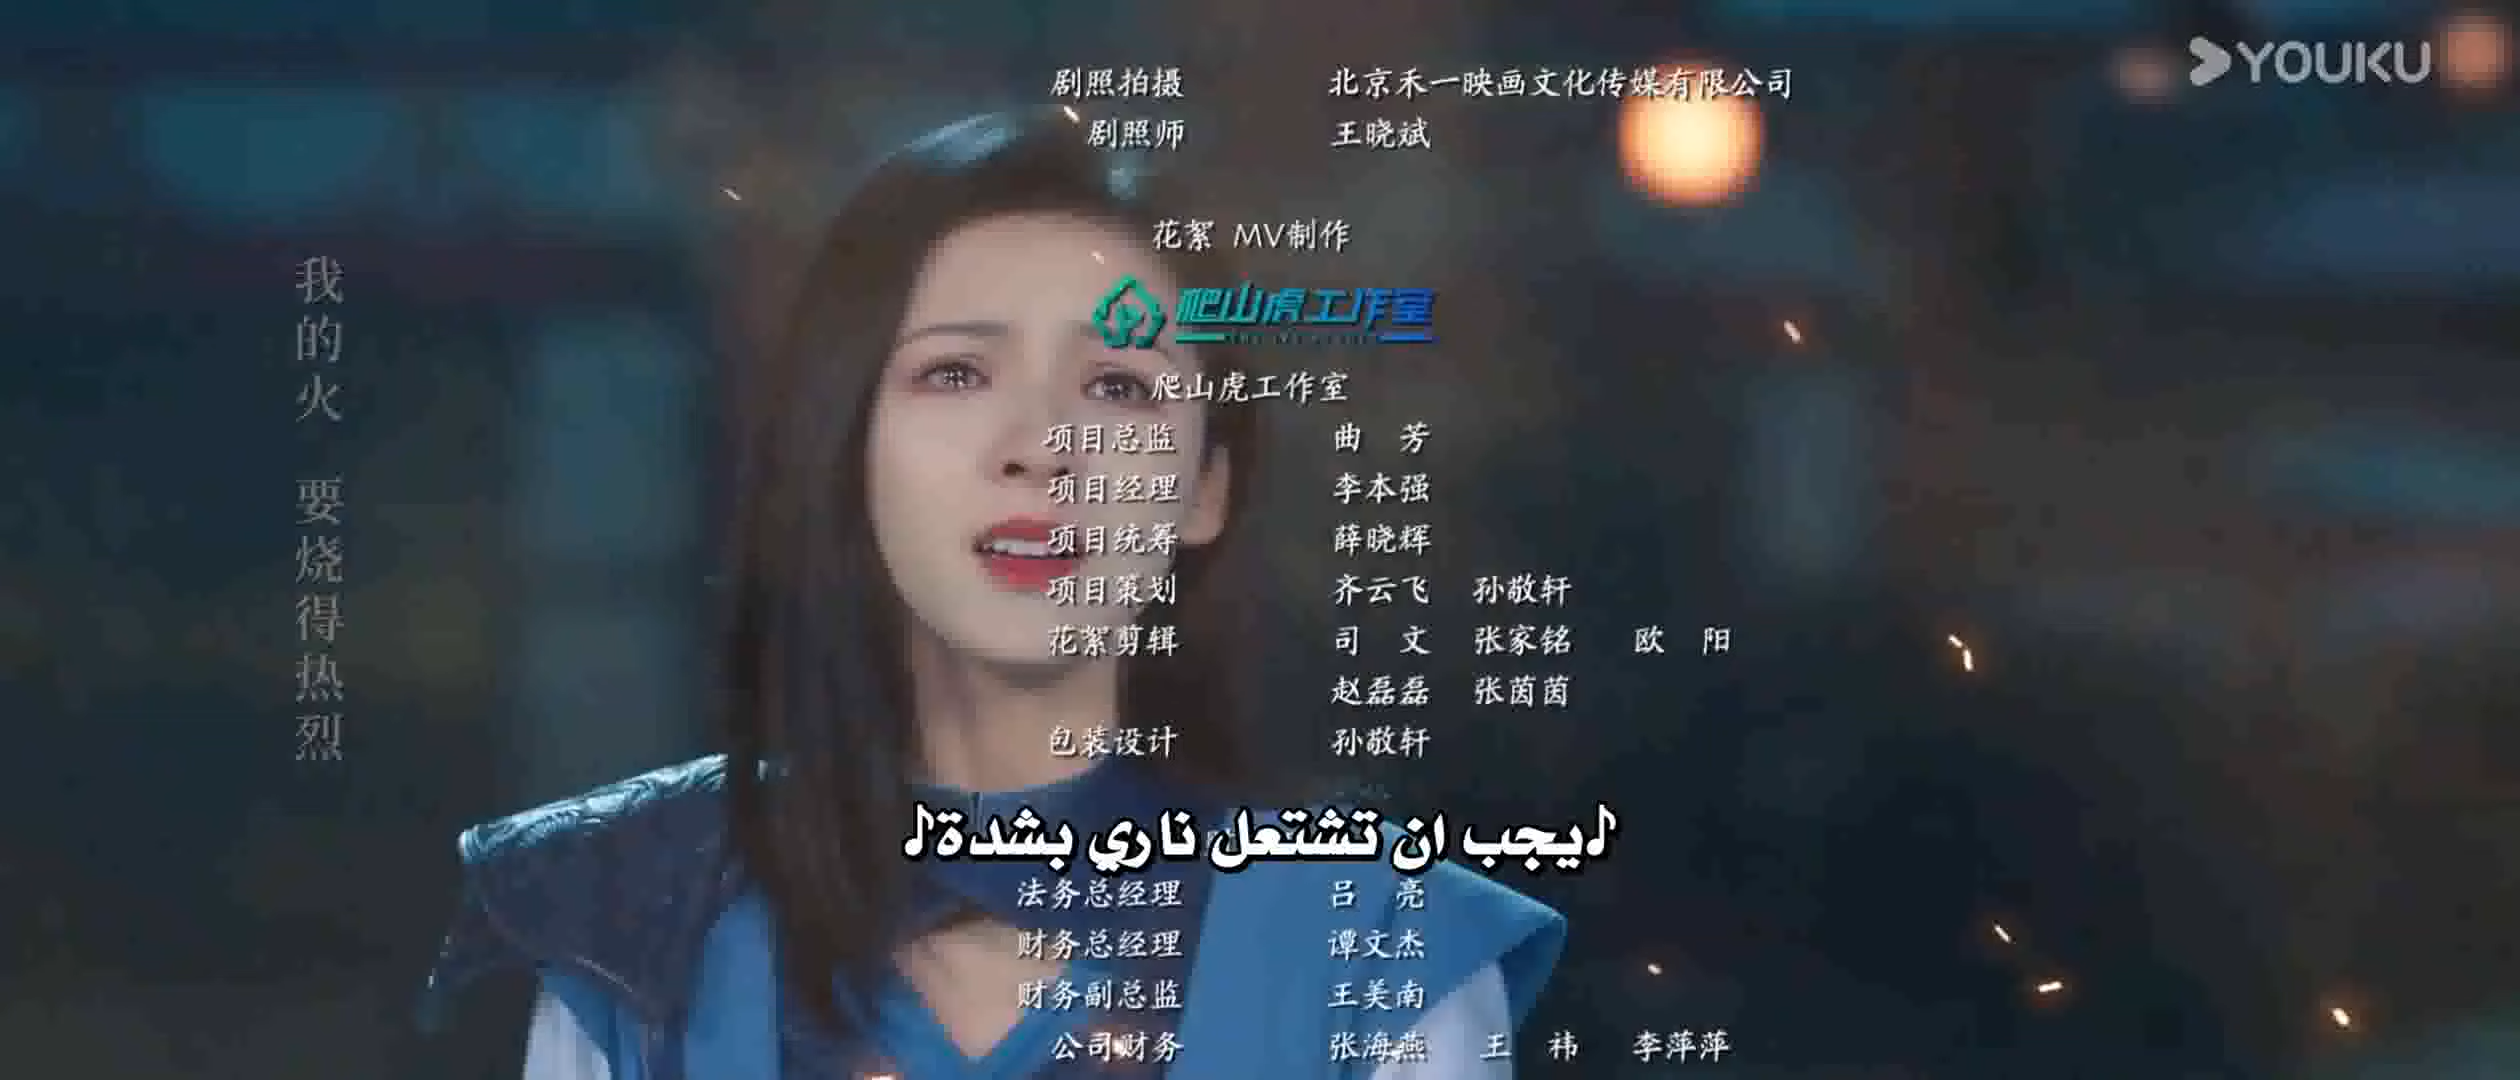 YOUKU
剧照拍摄 北京禾一映画文化传媒有限公司
剧照师 王晓斌
花絮 MV制作
爬山虎工作室
爬山虎工作室
项目总监 曲 芳
项目经理 李本强
项目统筹 薛晓辉
项目策划 齐云飞 孙敬轩
花絮剪辑 司 文 张家铭 欧 阳
赵磊磊 张茵茵
包装设计 孙敬轩
♪يجب ان تشتعل ناري بشدة♪
法务总经理 吕 亮
财务总经理 谭文杰
财务副总监 王美南
公司财务 张海燕 王 祎 李萍萍
我的火 要烧得热烈